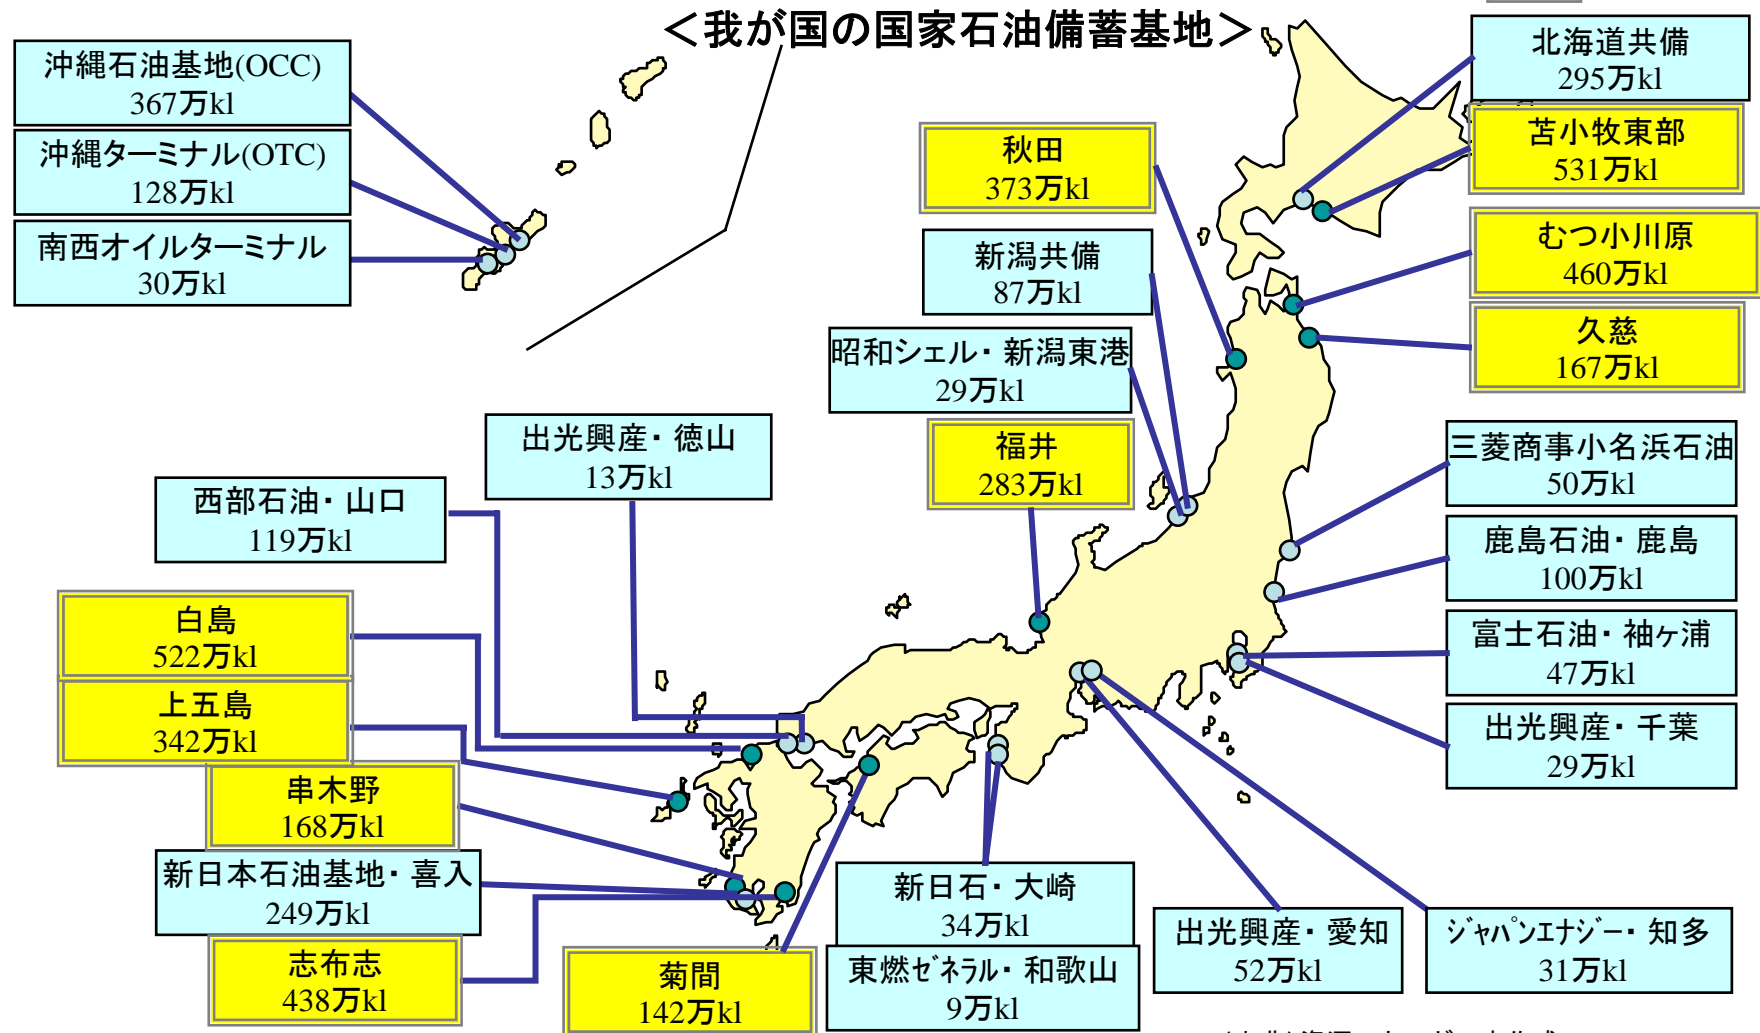 ＜我が国の国家石油備蓄基地＞
沖縄石油基地(OCC)
367万kl
沖縄ターミナル(OTC)
128万kl
南西オイルターミナル
30万kl
北海道共備
295万kl
苫小牧東部
531万kl
むつ小川原
460万kl
久慈
167万kl
秋田
373万kl
新潟共備
87万kl
昭和シェル・新潟東港
29万kl
福井
283万kl
出光興産・徳山
13万kl
西部石油・山口
119万kl
白島
522万kl
上五島
342万kl
串木野
168万kl
新日本石油基地・喜入
249万kl
志布志
438万kl
菊間
142万kl
新日石・大崎
34万kl
東燃ｾﾞﾈﾗﾙ・和歌山
9万kl
出光興産・愛知
52万kl
ｼﾞｬﾊﾟﾝｴﾅｼﾞｰ・知多
31万kl
三菱商事小名浜石油
50万kl
鹿島石油・鹿島
100万kl
富士石油・袖ヶ浦
47万kl
出光興産・千葉
29万kl